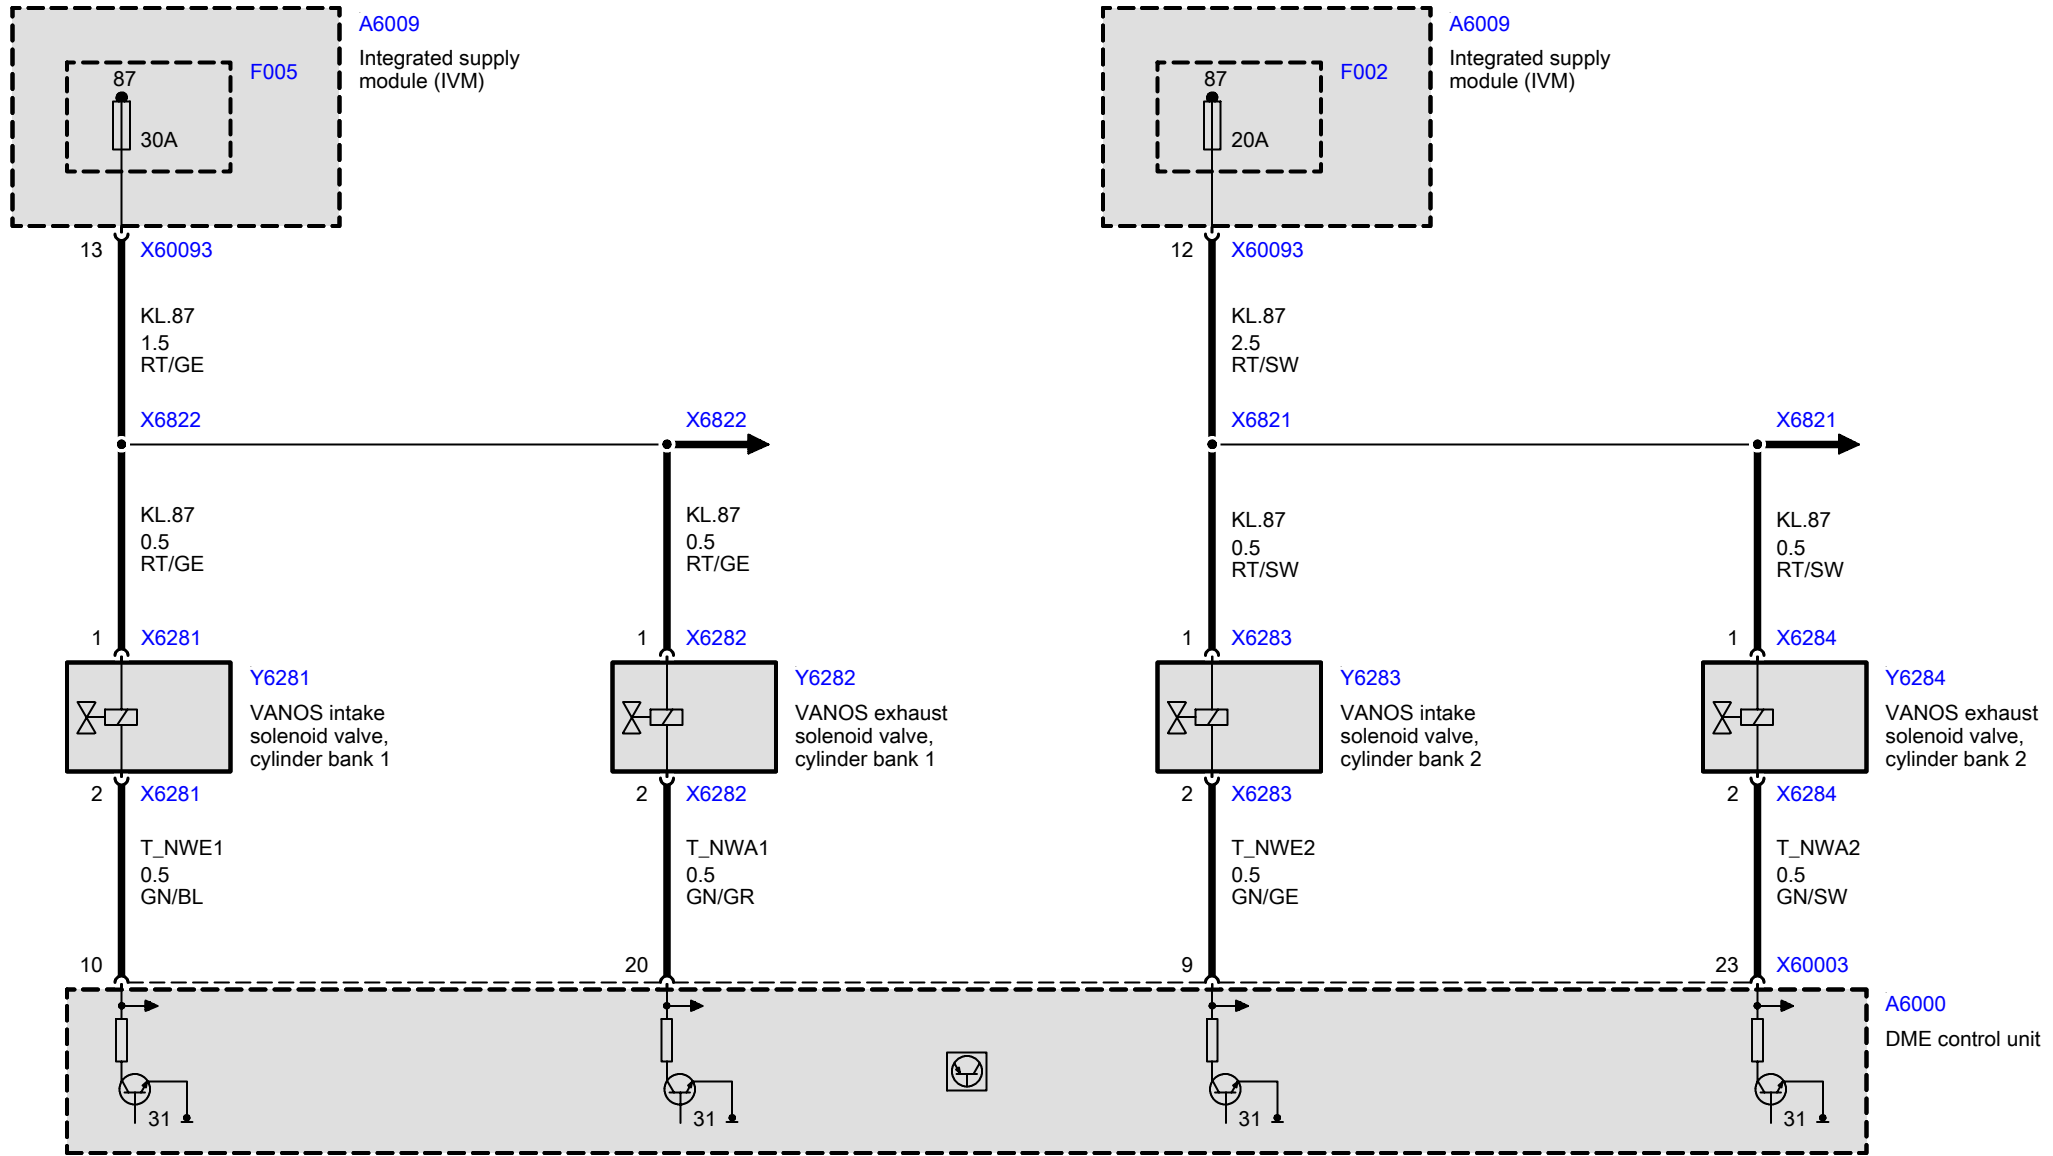 A6009
Integrated supply
module (IVM)
F005
87
30A
A6009
Integrated supply
module (IVM)
F002
87
20A
13 X60093
12 X60093
KL.87
1.5
RT/GE
KL.87
2.5
RT/SW
X6822
X6822
X6821
X6821
KL.87
0.5
RT/GE
KL.87
0.5
RT/GE
KL.87
0.5
RT/SW
KL.87
0.5
RT/SW
1 X6281
1 X6282
1 X6283
1 X6284
Y6281
VANOS intake
solenoid valve,
cylinder bank 1
Y6282
VANOS exhaust
solenoid valve,
cylinder bank 1
Y6283
VANOS intake
solenoid valve,
cylinder bank 2
Y6284
VANOS exhaust
solenoid valve,
cylinder bank 2
2 X6281
2 X6282
2 X6283
2 X6284
T_NWE1
0.5
GN/BL
T_NWA1
0.5
GN/GR
T_NWE2
0.5
GN/GE
T_NWA2
0.5
GN/SW
10
20
9
23 X60003
A6000
DME control unit
31
31
31
31